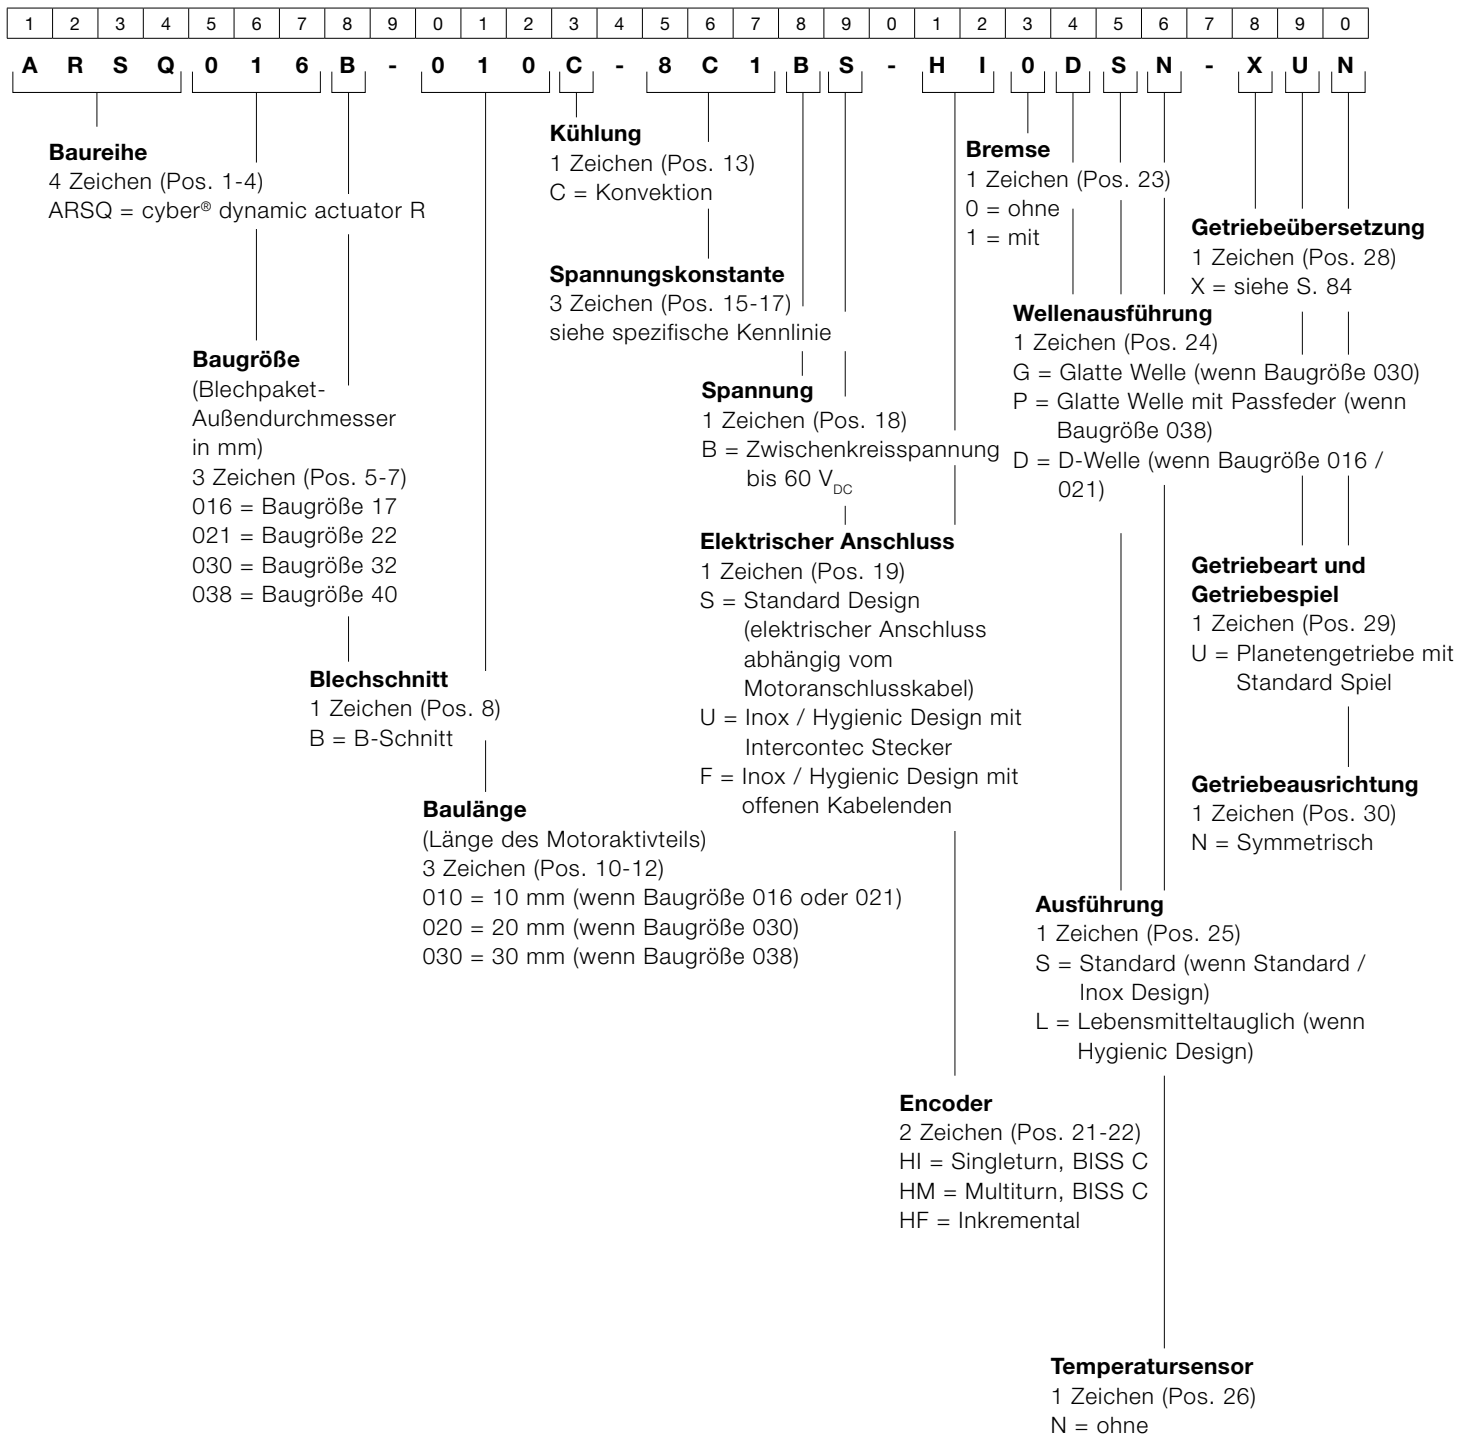 1 2 3 4 5 6 7 8 9 0 1 2 3 4 5 6 7 8 9 0 1 2 3 4 5 6 7 8 9 0
A R S Q 0 1 6 B - 0 1 0 C - 8 C 1 B S - H I 0 D S N - X U N
Baureihe
4 Zeichen (Pos. 1-4)
ARSQ = cyber® dynamic actuator R
Baugröße
(Blechpaket-
Außendurchmesser
in mm)
3 Zeichen (Pos. 5-7)
016 = Baugröße 17
021 = Baugröße 22
030 = Baugröße 32
038 = Baugröße 40
Blechschnitt
1 Zeichen (Pos. 8)
B = B-Schnitt
Baulänge
(Länge des Motoraktivteils)
3 Zeichen (Pos. 10-12)
010 = 10 mm (wenn Baugröße 016 oder 021)
020 = 20 mm (wenn Baugröße 030)
030 = 30 mm (wenn Baugröße 038)
Kühlung
1 Zeichen (Pos. 13)
C = Konvektion
Spannungskonstante
3 Zeichen (Pos. 15-17)
siehe spezifische Kennlinie
Spannung
1 Zeichen (Pos. 18)
B = Zwischenkreisspannung
bis 60 V DC
Elektrischer Anschluss
1 Zeichen (Pos. 19)
S = Standard Design
(elektrischer Anschluss
abhängig vom
Motoranschlusskabel)
U = Inox / Hygienic Design mit
Intercontec Stecker
F = Inox / Hygienic Design mit
offenen Kabelenden
Encoder
2 Zeichen (Pos. 21-22)
HI = Singleturn, BISS C
HM = Multiturn, BISS C
HF = Inkremental
Bremse
1 Zeichen (Pos. 23)
0 = ohne
1 = mit
Wellenausführung
1 Zeichen (Pos. 24)
G = Glatte Welle (wenn Baugröße 030)
P = Glatte Welle mit Passfeder (wenn
Baugröße 038)
D = D-Welle (wenn Baugröße 016 /
021)
Ausführung
1 Zeichen (Pos. 25)
S = Standard (wenn Standard /
Inox Design)
L = Lebensmitteltauglich (wenn
Hygienic Design)
Temperatursensor
1 Zeichen (Pos. 26)
N = ohne
Getriebeübersetzung
1 Zeichen (Pos. 28)
X = siehe S. 84
Getriebeart und
Getriebespiel
1 Zeichen (Pos. 29)
U = Planetengetriebe mit
Standard Spiel
Getriebeausrichtung
1 Zeichen (Pos. 30)
N = Symmetrisch